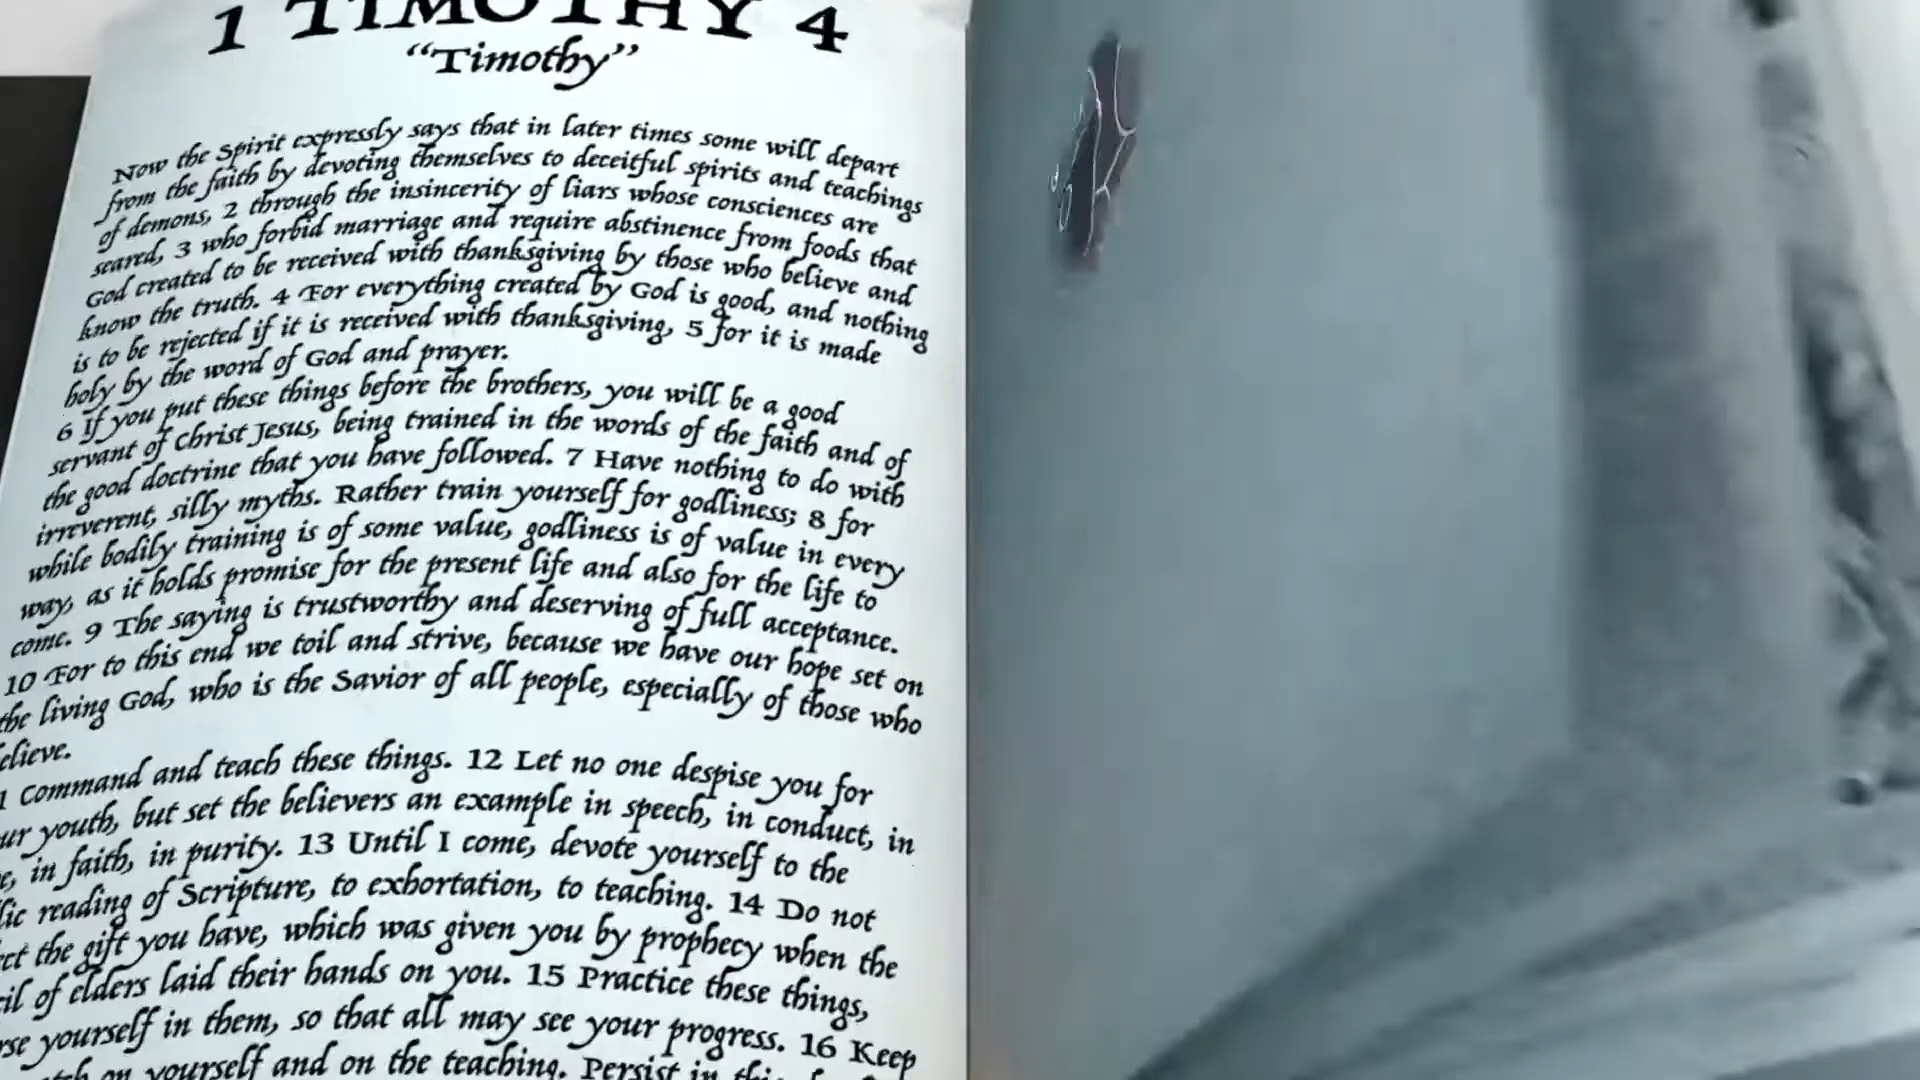 1 TIMOTHY 4
“Timothy”
Now the Spirit expressly says that in later times some will depart
from the faith by devoting themselves to deceitful spirits and teachings
of demons, 2 through the insincerity of liars whose consciences are
seared, 3 who forbid marriage and require abstinence from foods that
God created to be received with thanksgiving by those who believe and
know the truth. 4 For everything created by God is good, and nothing
is to be rejected if it is received with thanksgiving, 5 for it is made
holy by the word of God and prayer.
6 If you put these things before the brothers, you will be a good
servant of Christ Jesus, being trained in the words of the faith and of
the good doctrine that you have followed. 7 Have nothing to do with
irreverent, silly myths. Rather train yourself for godliness; 8 for
while bodily training is of some value, godliness is of value in every
way, as it holds promise for the present life and also for the life to
come. 9 The saying is trustworthy and deserving of full acceptance.
10 For to this end we toil and strive, because we have our hope set on
the living God, who is the Savior of all people, especially of those who
elieve.
1 Command and teach these things. 12 Let no one despise you for
ur youth, but set the believers an example in speech, in conduct, in
e, in faith, in purity. 13 Until I come, devote yourself to the
lic reading of Scripture, to exhortation, to teaching. 14 Do not
ect the gift you have, which was given you by prophecy when the
cil of elders laid their hands on you. 15 Practice these things,
rse yourself in them, so that all may see your progress. 16 Keep
on yourself and on the teaching. Persist in this